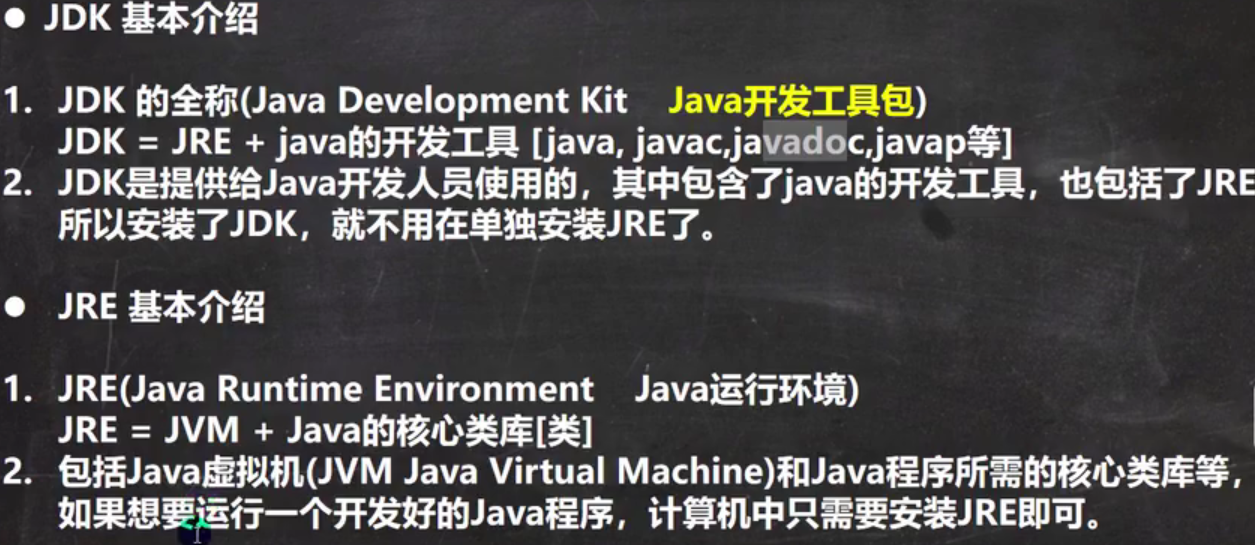 ● JDK 基本介绍
1. JDK 的全称(Java Development Kit Java开发工具包)
JDK = JRE + java的开发工具 [java, javac,javadoc,javap等]
2. JDK是提供给Java开发人员使用的，其中包含了java的开发工具，也包括了JRE
所以安装了JDK，就不用在单独安装JRE了。
● JRE 基本介绍
1. JRE(Java Runtime Environment Java运行环境)
JRE = JVM + Java的核心类库[类]
2. 包括Java虚拟机(JVM Java Virtual Machine)和Java程序所需的核心类库等，
如果想要运行一个开发好的Java程序，计算机中只需要安装JRE即可。